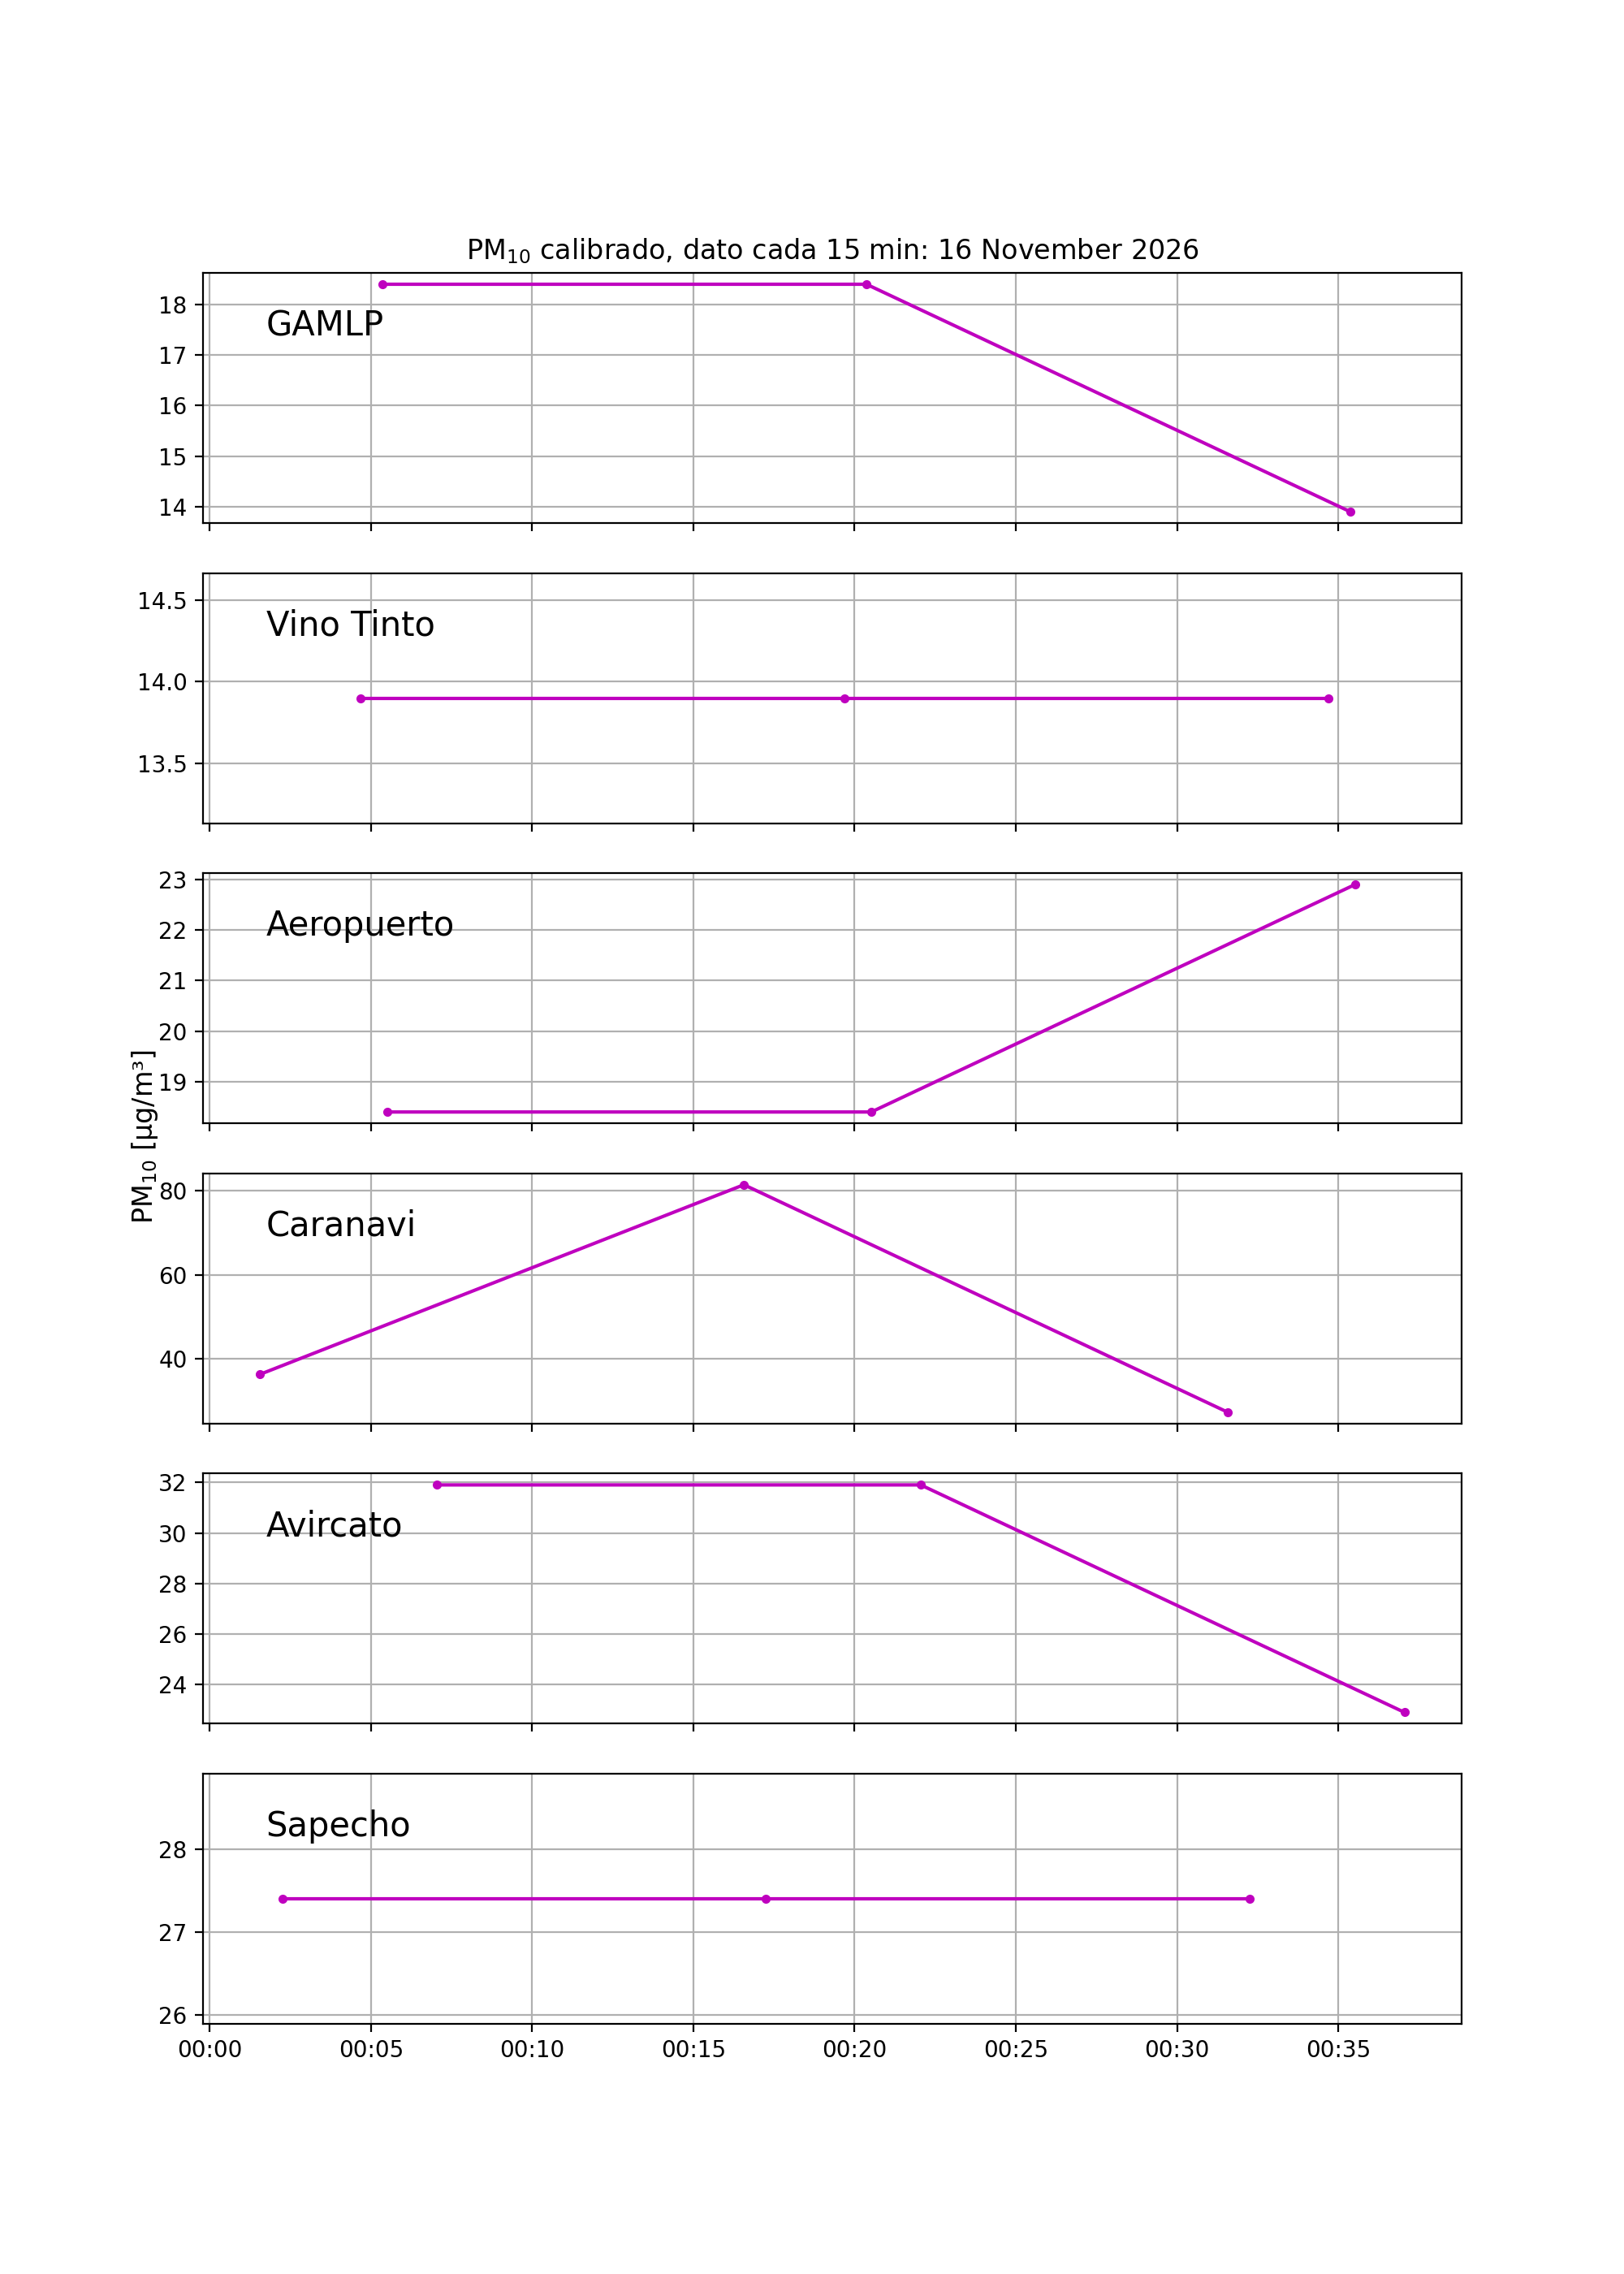 PM₁₀ calibrado, dato cada 15 min: 16 November 2026
18
GAMLP
17
16
15
14
14.5
Vino Tinto
14.0
13.5
23
Aeropuerto
22
21
20
19
PM₁₀ [µg/m³]
80
Caranavi
60
40
32
Avircato
30
28
26
24
Sapecho
28
27
26
00:00 00:05 00:10 00:15 00:20 00:25 00:30 00:35